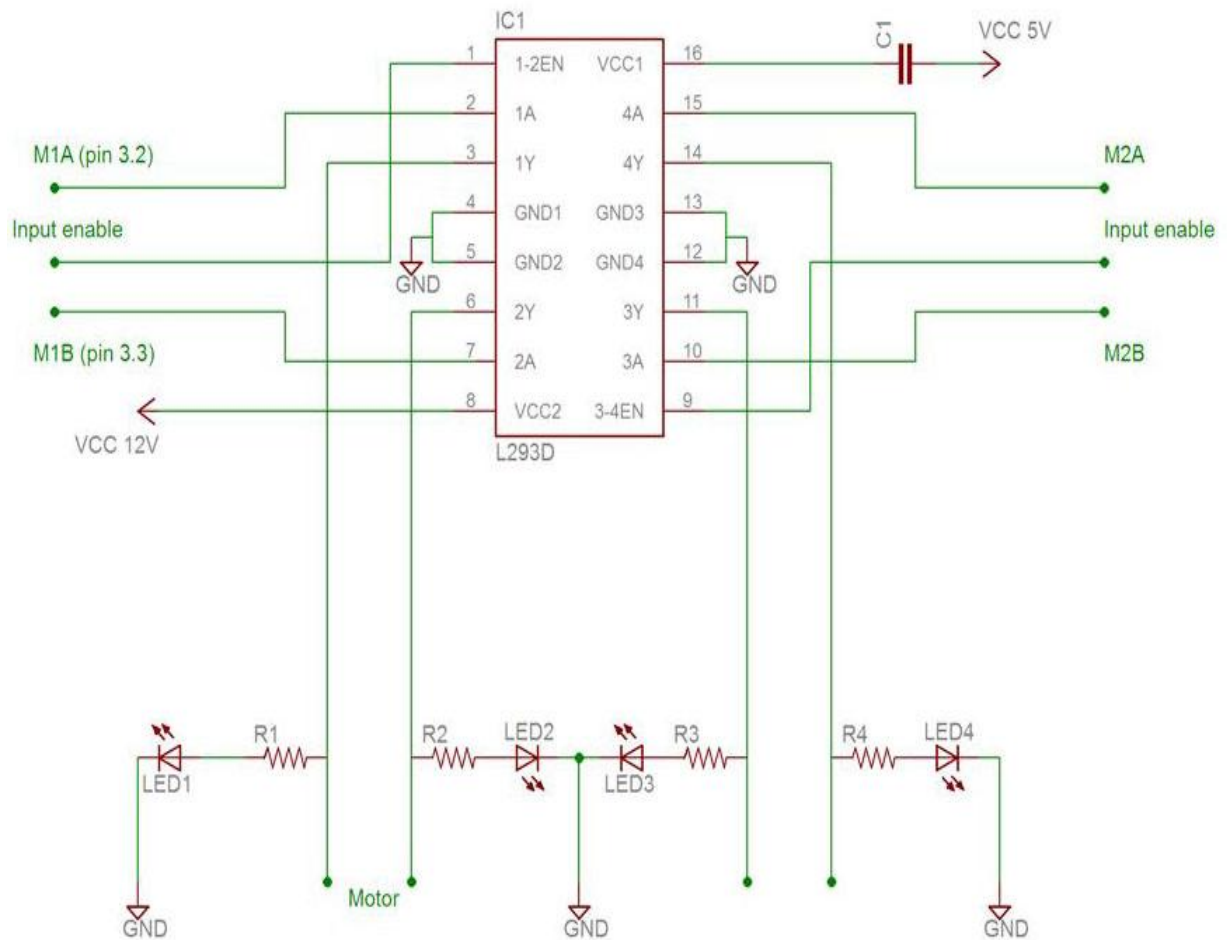 IC1
C1
VCC 5V
1
1-2EN
VCC1
16
2
1A
4A
15
M1A (pin 3.2)
3
1Y
4Y
14
M2A
4
GND1
GND3
13
Input enable
Input enable
5
GND2
GND4
12
GND
GND
6
2Y
3Y
11
M1B (pin 3.3)
7
2A
3A
10
M2B
8
VCC2
3-4EN
9
VCC 12V
L293D
R1
R2
LED2
R3
R4
LED4
LED1
LED3
Motor
GND
GND
GND